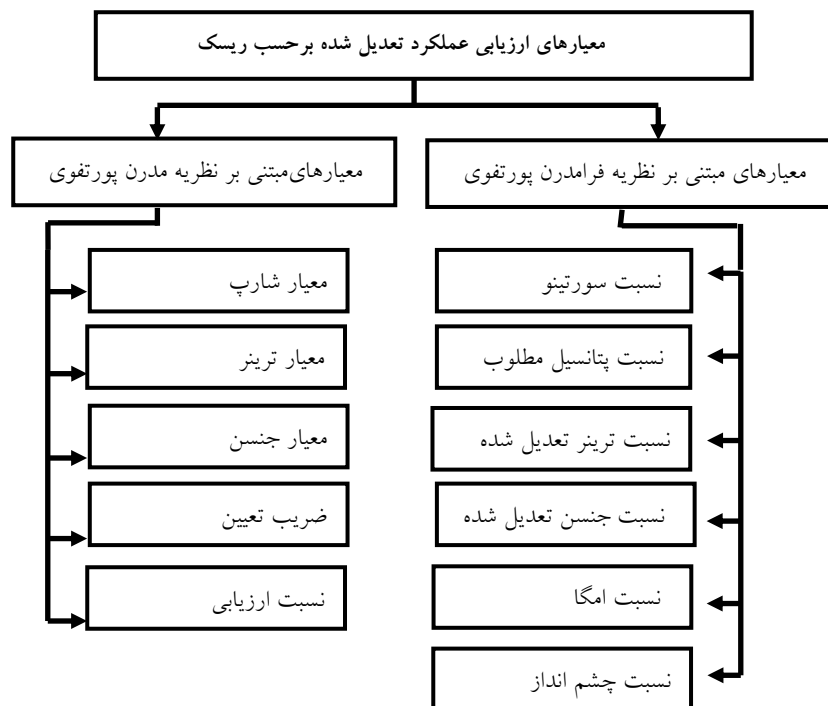 معیارهای ارزیابی عملکرد تعدیل شده برحسب ریسک
معیارهای مبتنی بر نظریه فرامدرن پورتفوی
معیارهای‌مبتنی بر نظریه مدرن پورتفوی
نسبت سورتینو
نسبت پتانسیل مطلوب
نسبت ترینر تعدیل شده
نسبت جنسن تعدیل شده
نسبت امگا
نسبت چشم انداز
معیار شارپ
معیار ترینر
معیار جنسن
ضریب تعیین
نسبت ارزیابی